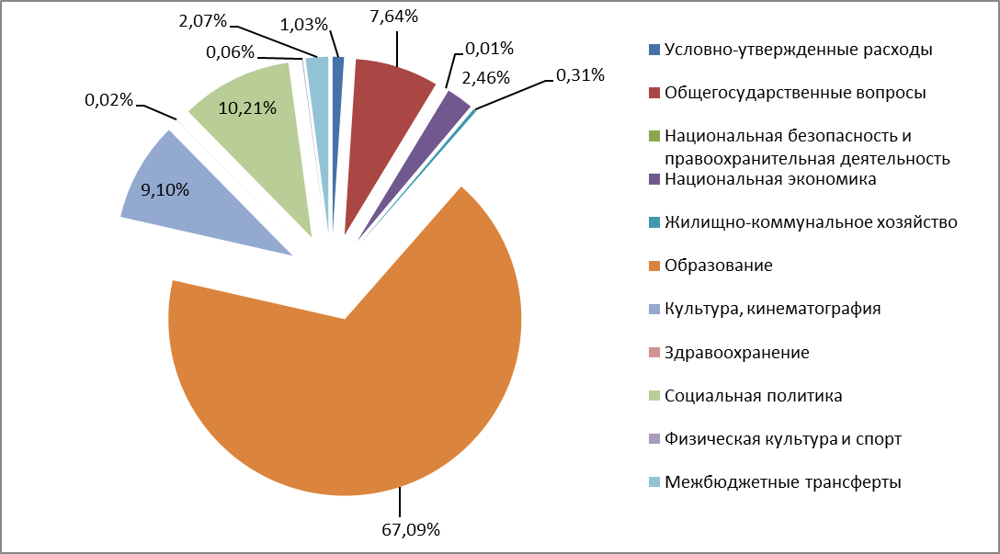 2,07%
1,03%
7,64%
0,06%
0,01%
2,46%
0,31%
0,02%
10,21%
9,10%
67,09%
Условно-утвержденные расходы
Общегосударственные вопросы
Национальная безопасность и
правоохранительная деятельность
Национальная экономика
Жилищно-коммунальное хозяйство
Образование
Культура, кинематография
Здравоохранение
Социальная политика
Физическая культура и спорт
Межбюджетные трансферты